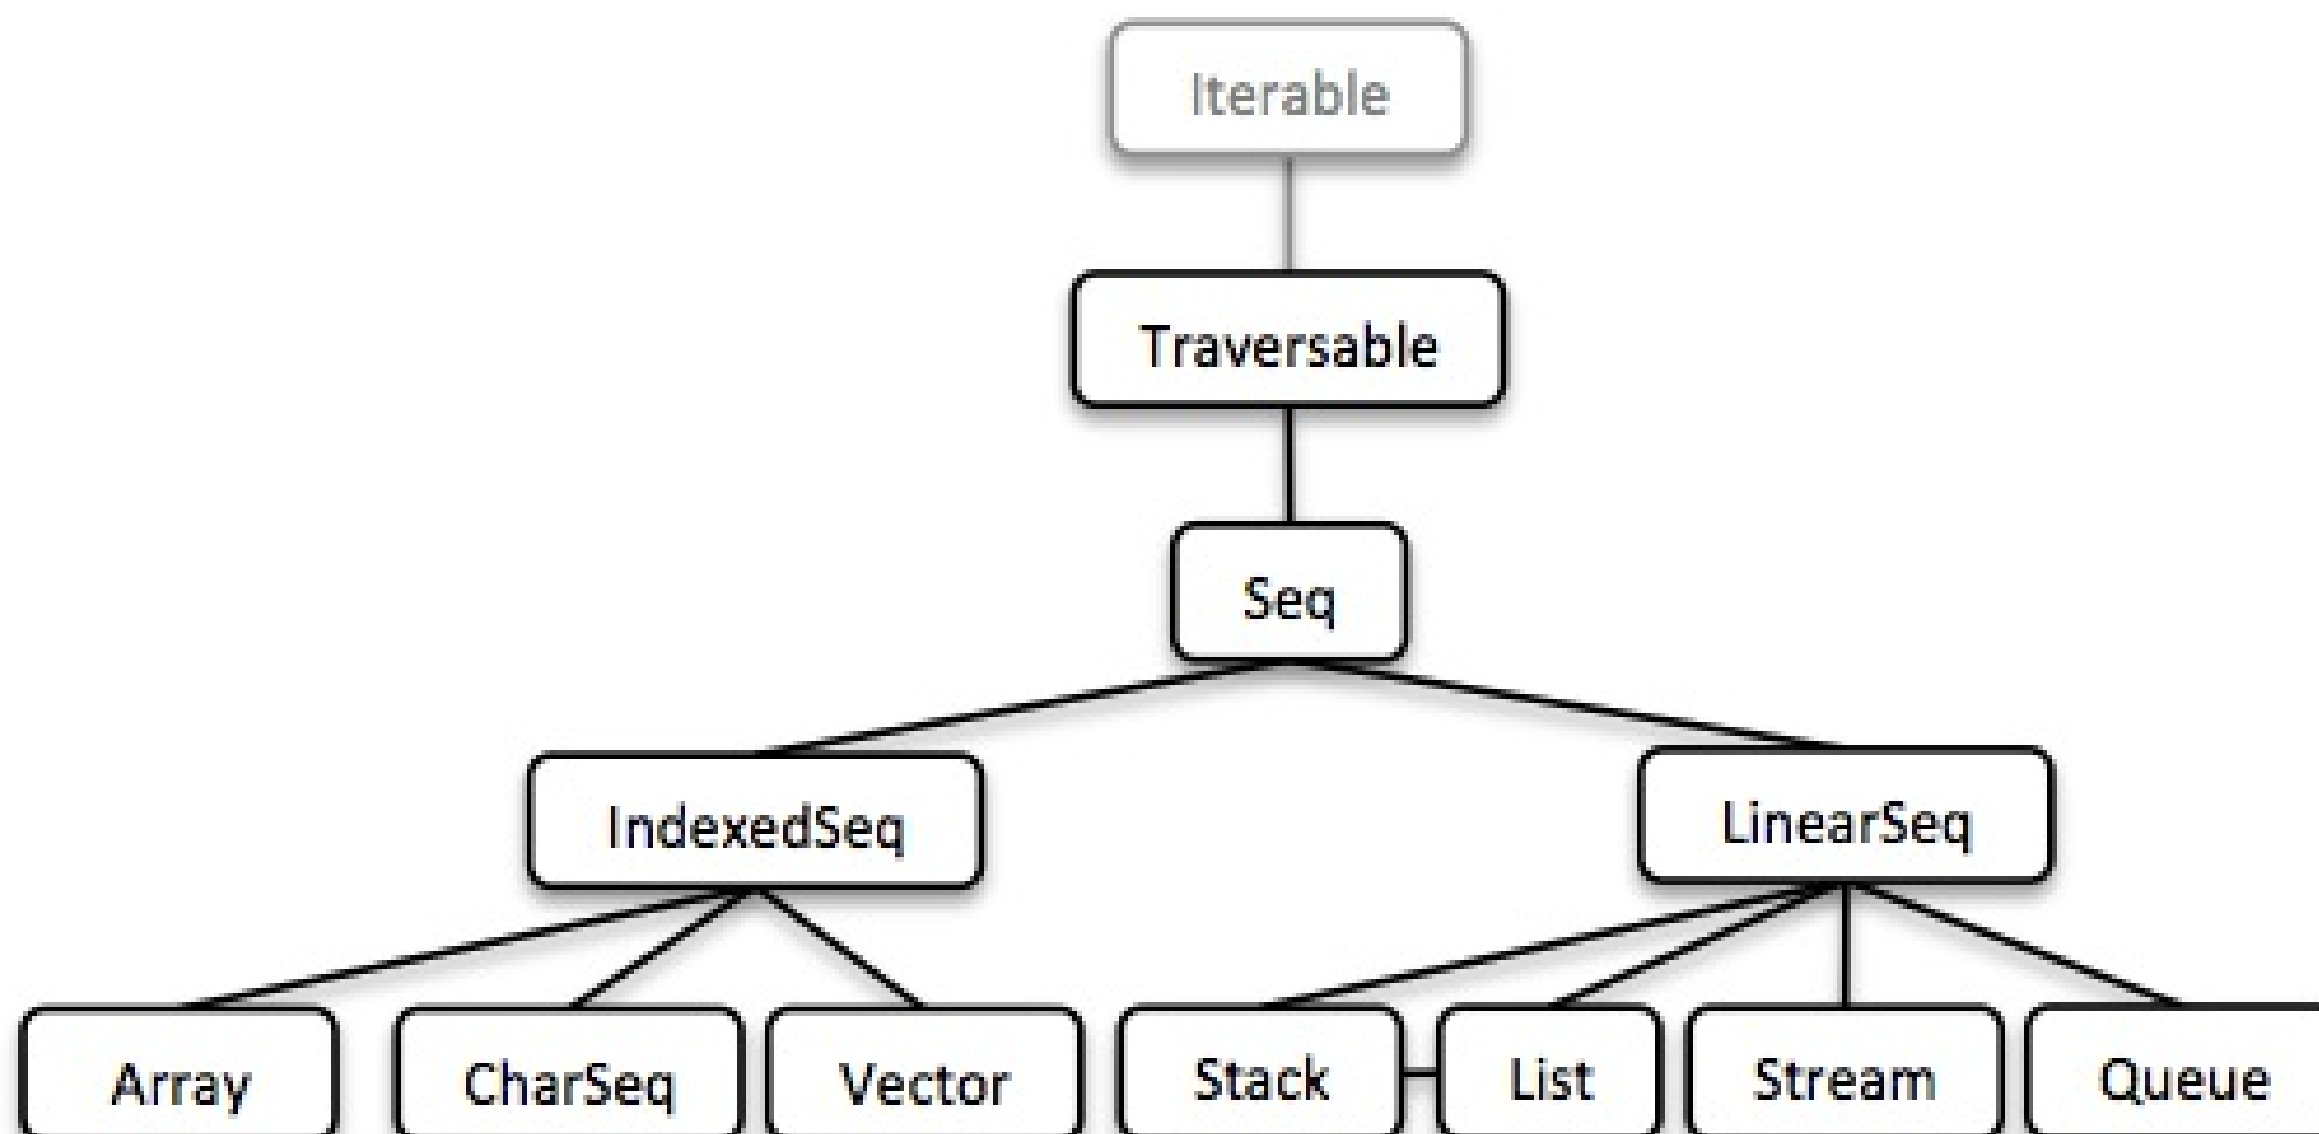 Iterable
Traversable
Seq
IndexedSeq
LinearSeq
Array
CharSeq
Vector
Stack
List
Stream
Queue